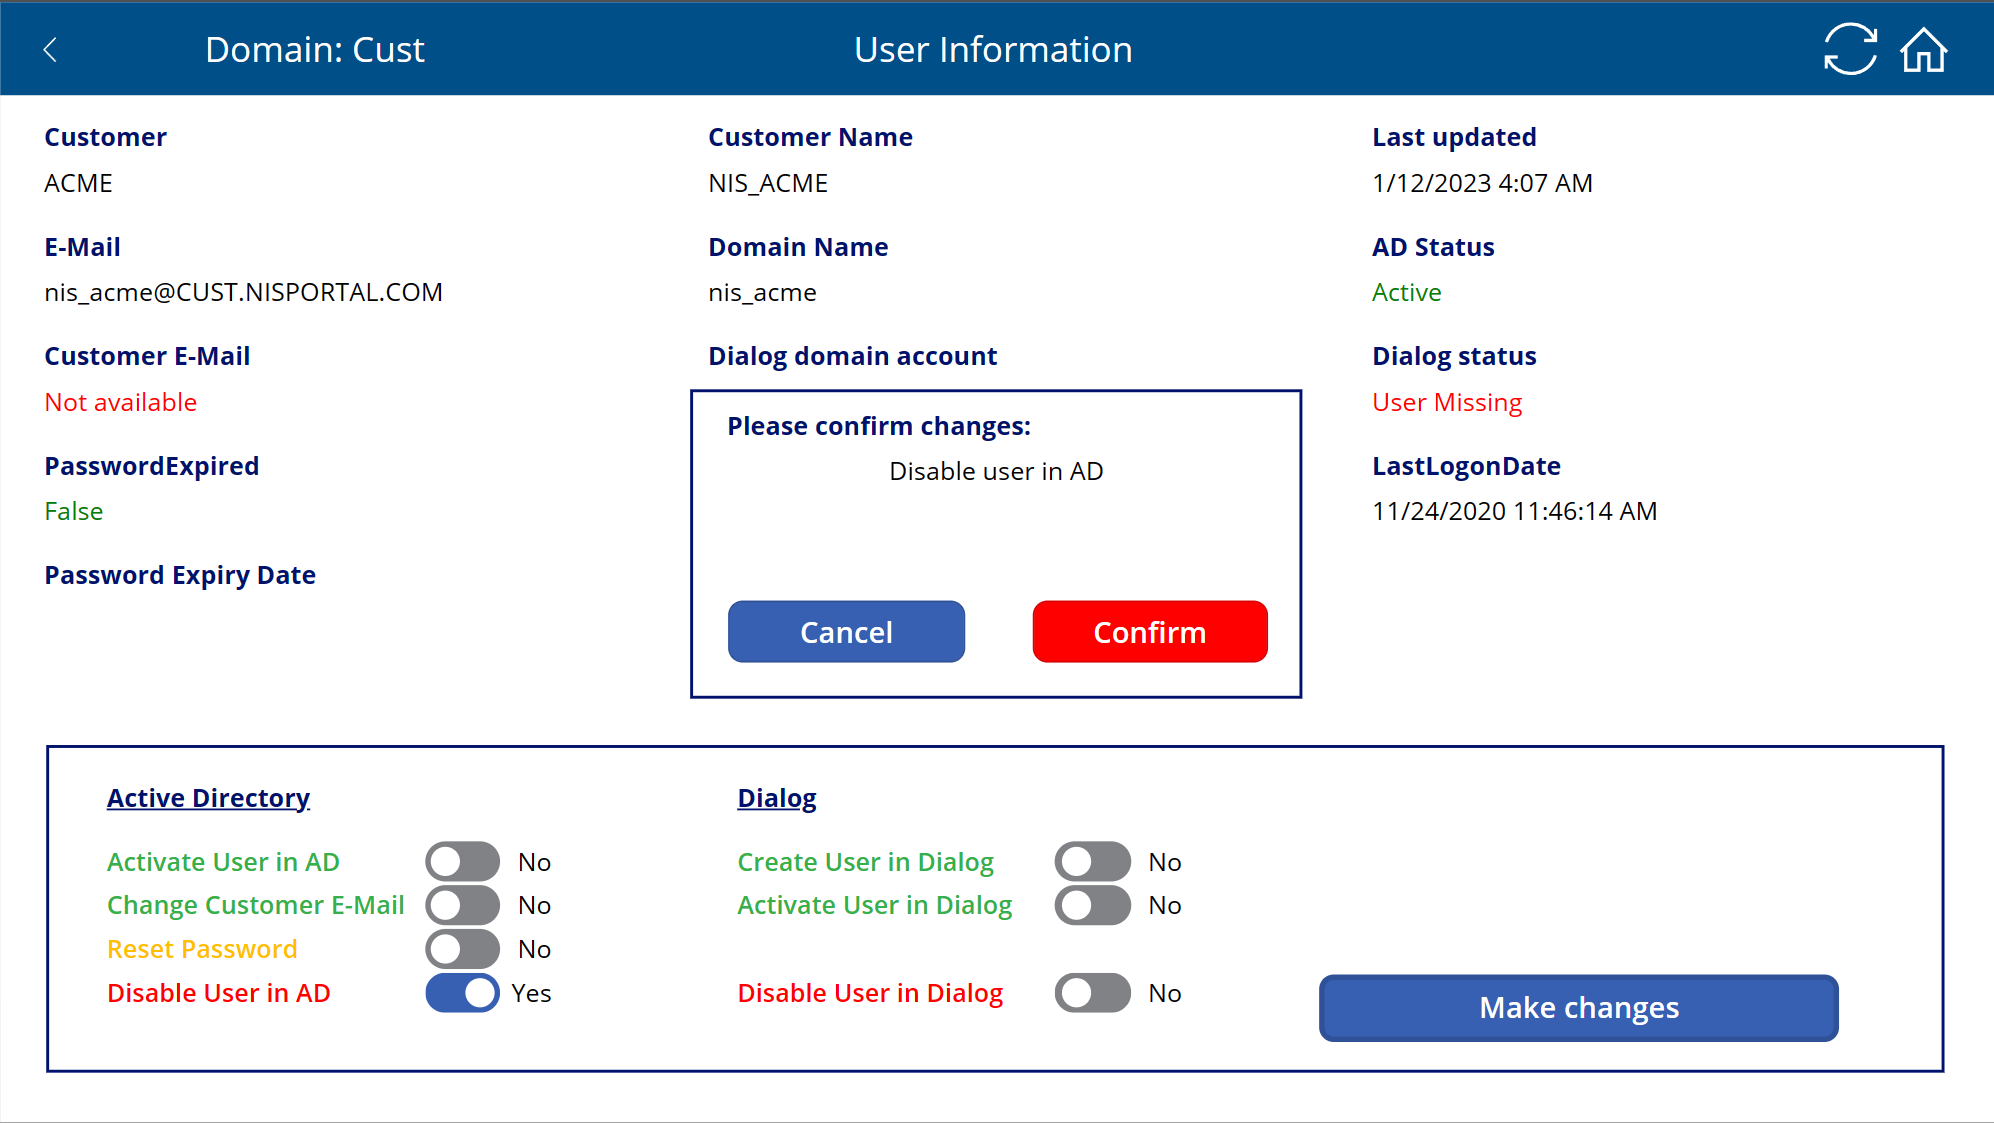 Domain: Cust
User Information
Customer
Customer Name
Last updated
ACME
NIS_ACME
1/12/2023 4:07 AM
E-Mail
Domain Name
AD Status
nis_acme@CUST.NISPORTAL.COM
nis_acme
Active
Customer E-Mail
Dialog domain account
Dialog status
Not available
User Missing
Please confirm changes:
Disable user in AD
Cancel
Confirm
PasswordExpired
LastLogonDate
False
11/24/2020 11:46:14 AM
Password Expiry Date
Active Directory
Dialog
Activate User in AD No
Create User in Dialog No
Change Customer E-Mail No
Activate User in Dialog No
Reset Password No
Disable User in AD Yes
Disable User in Dialog No
Make changes